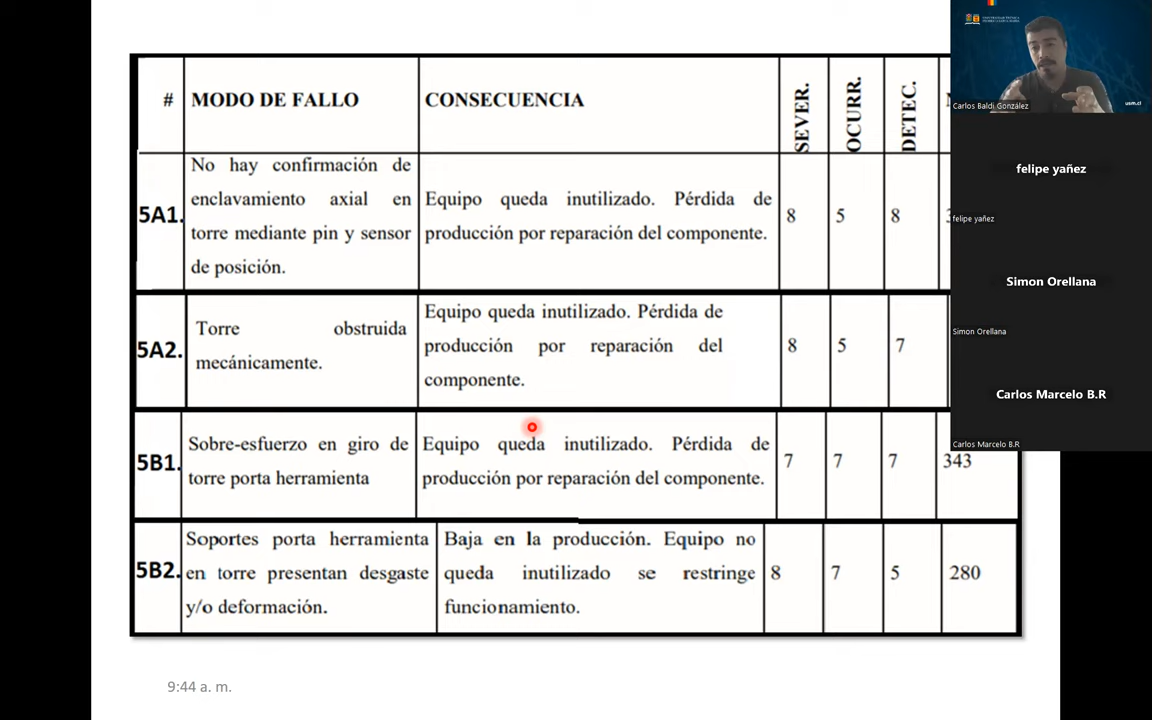 # MODO DE FALLO CONSECUENCIA SEVER. OCURR. DETEC.
5A1.
No hay confirmación de
enclavamiento axial en
torre mediante pin y sensor
de posición.
Equipo queda inutilizado. Pérdida de
producción por reparación del componente.
8 5 8
5A2.
Torre obstruida
mecánicamente.
Equipo queda inutilizado. Pérdida de
producción por reparación del
componente.
8 5 7
5B1.
Sobre-esfuerzo en giro de
torre porta herramienta
Equipo queda inutilizado. Pérdida de
producción por reparación del componente.
7 7 7 343
5B2.
Soportes porta herramienta
en torre presentan desgaste
y/o deformación.
Baja en la producción. Equipo no
queda inutilizado se restringe
funcionamiento.
8 7 5 280
9:44 a. m.
usm.cl
Carlos Baldi González
felipe yañez
felipe yañez
Simon Orellana
Simon Orellana
Carlos Marcelo B.R
Carlos Marcelo B.R